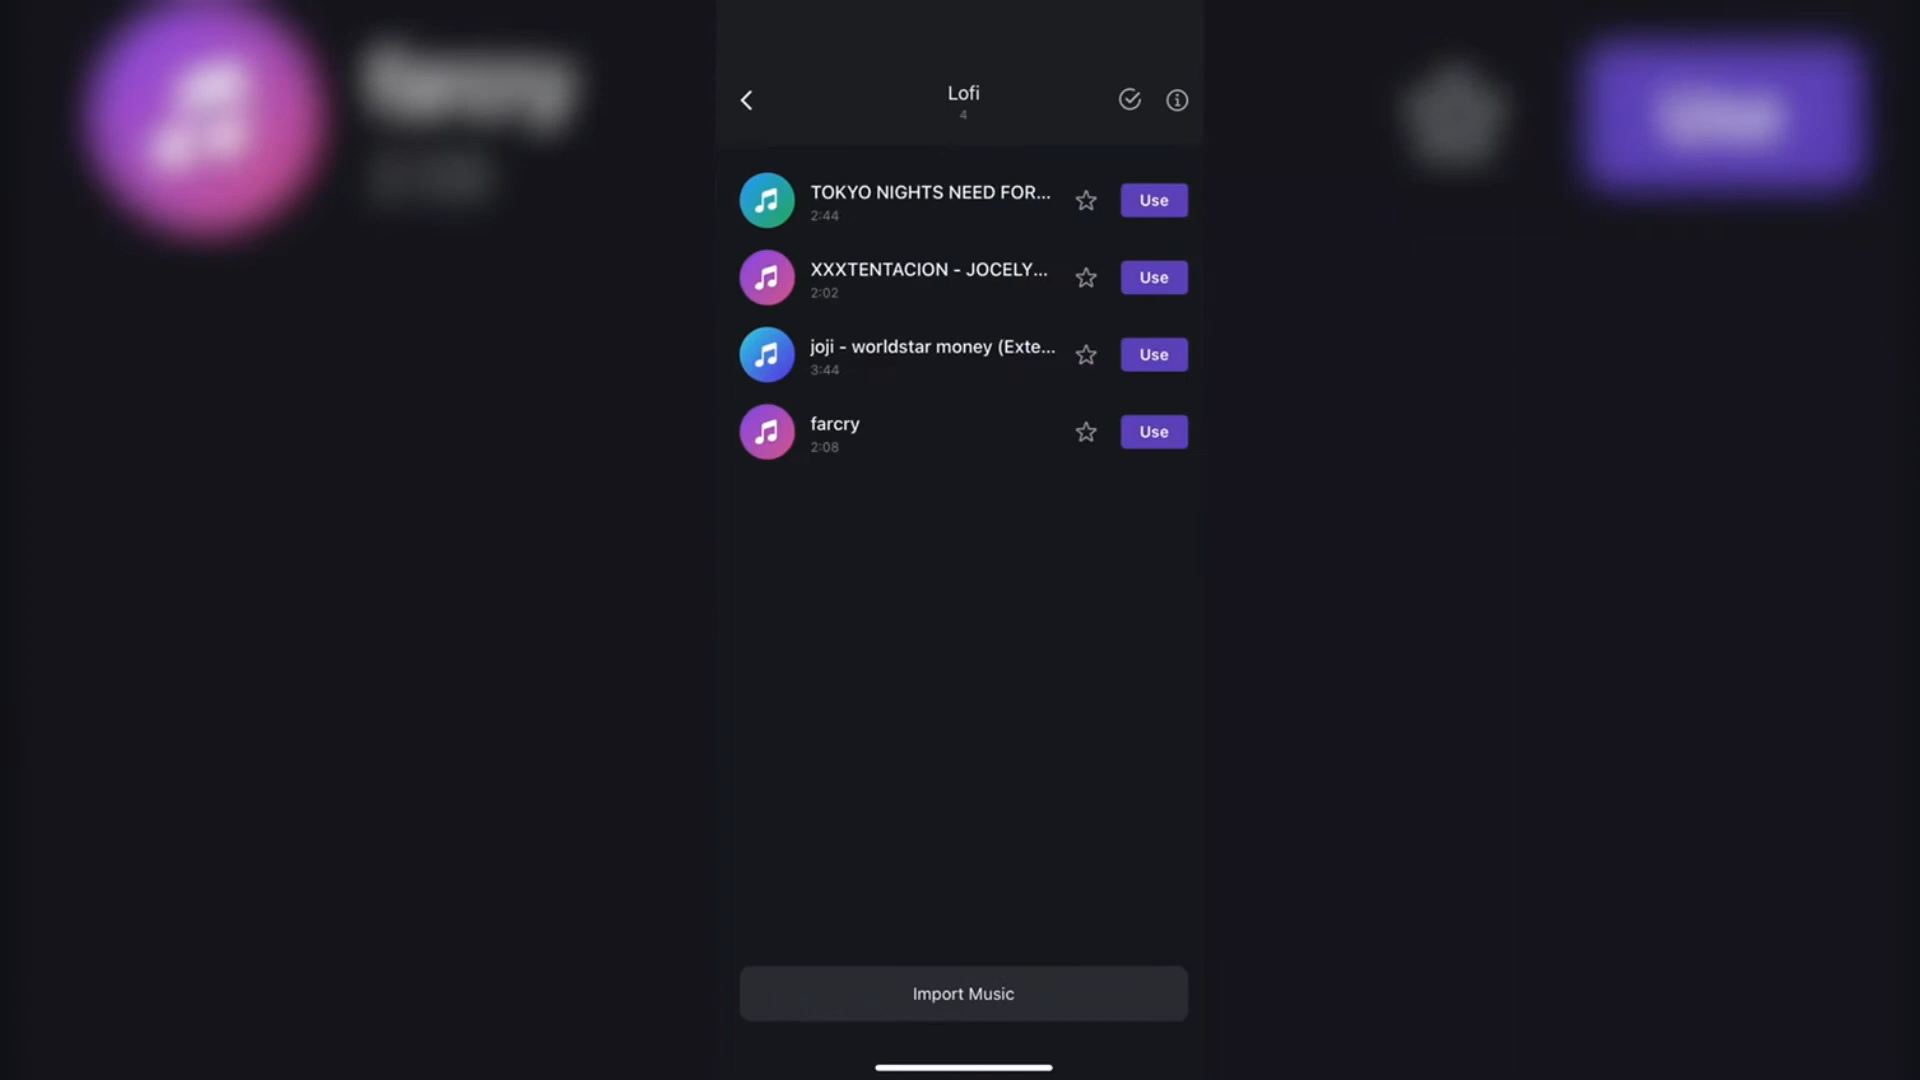 farcry
Lofi
4
TOKYO NIGHTS NEED FOR...
2:44
Use
XXXTENTACION - JOCELY...
2:02
Use
joji - worldstar money (Exte...
3:44
Use
farcry
2:08
Use
Import Music